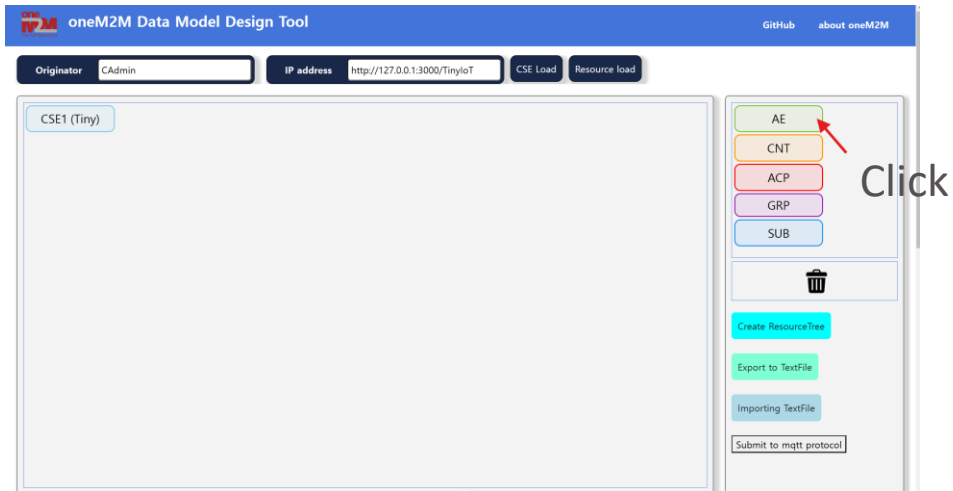 one
M2M
oneM2M Data Model Design Tool
GitHub
about oneM2M
Originator
CAdmin
IP address
http://127.0.0.1:3000/TinyIoT
CSE Load
Resource load
CSE1 (Tiny)
AE
Click
CNT
ACP
GRP
SUB
Create ResourceTree
Export to TextFile
Importing TextFile
Submit to mqtt protocol